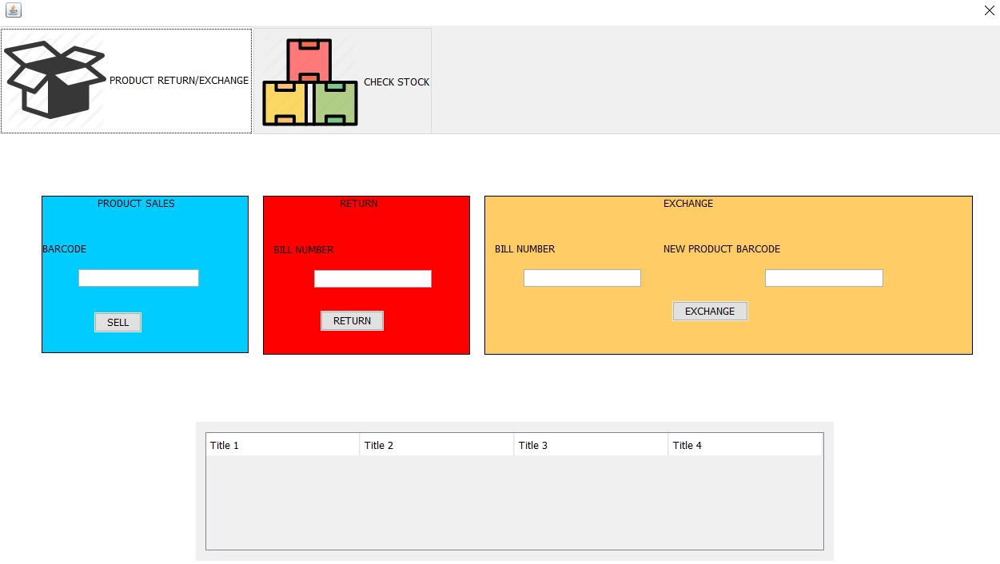 PRODUCT RETURN/EXCHANGE
CHECK STOCK
PRODUCT SALES
BARCODE
SELL
RETURN
BILL NUMBER
RETURN
EXCHANGE
BILL NUMBER
NEW PRODUCT BARCODE
EXCHANGE
Title 1
Title 2
Title 3
Title 4